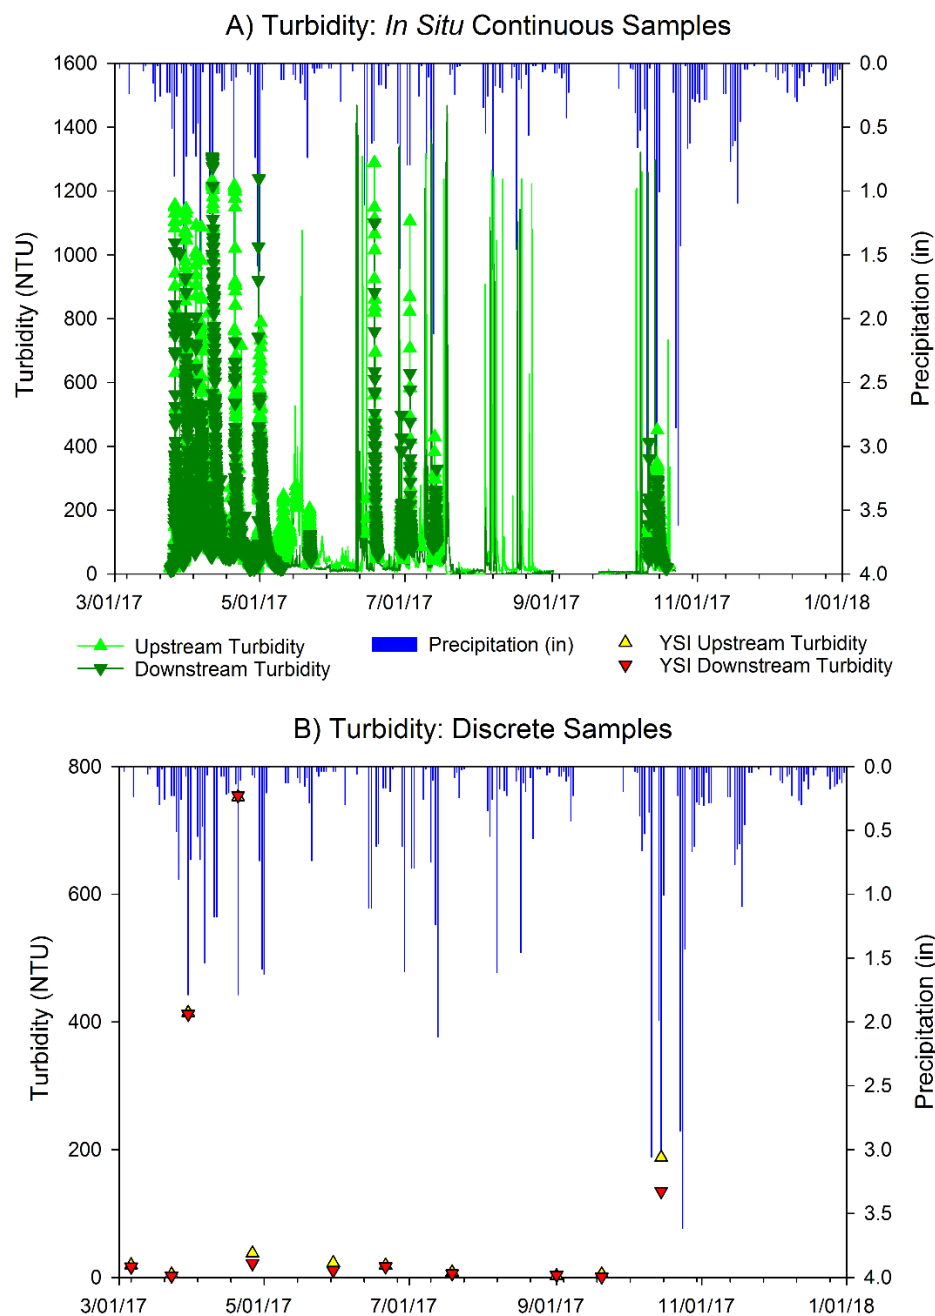 A) Turbidity: In Situ Continuous Samples
1600
1400
1200
1000
800
600
400
200
0
Turbidity (NTU)
0.0
0.5
1.0
1.5
2.0
2.5
3.0
3.5
4.0
Precipitation (in)
3/01/17 5/01/17 7/01/17 9/01/17 11/01/17 1/01/18
Upstream Turbidity
Downstream Turbidity
Precipitation (in)
YSI Upstream Turbidity
YSI Downstream Turbidity
B) Turbidity: Discrete Samples
800
600
400
200
0
Turbidity (NTU)
0.0
0.5
1.0
1.5
2.0
2.5
3.0
3.5
4.0
Precipitation (in)
3/01/17 5/01/17 7/01/17 9/01/17 11/01/17 1/01/18